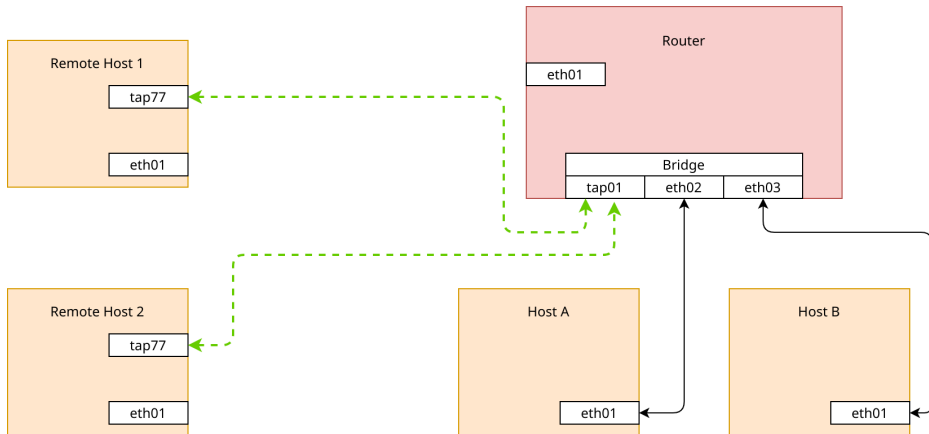 Remote Host 1
tap77
eth01
Router
eth01
Bridge
tap01 eth02 eth03
Remote Host 2
tap77
eth01
Host A
eth01
Host B
eth01